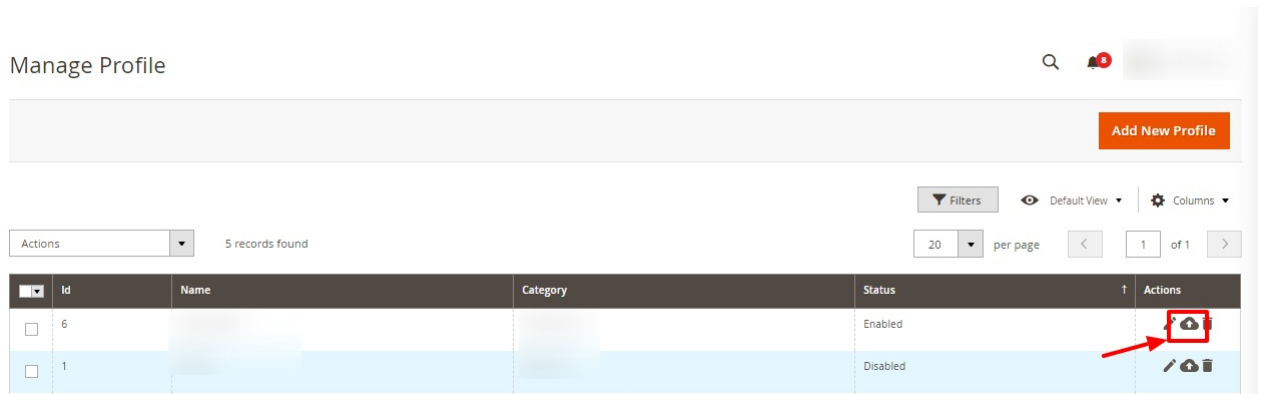 Manage Profile
8
Add New Profile
Filters
Default View
Columns
Actions
5 records found
20
per page
1
of 1
Id
Name
Category
Status
↑
Actions
6
Enabled
1
Disabled